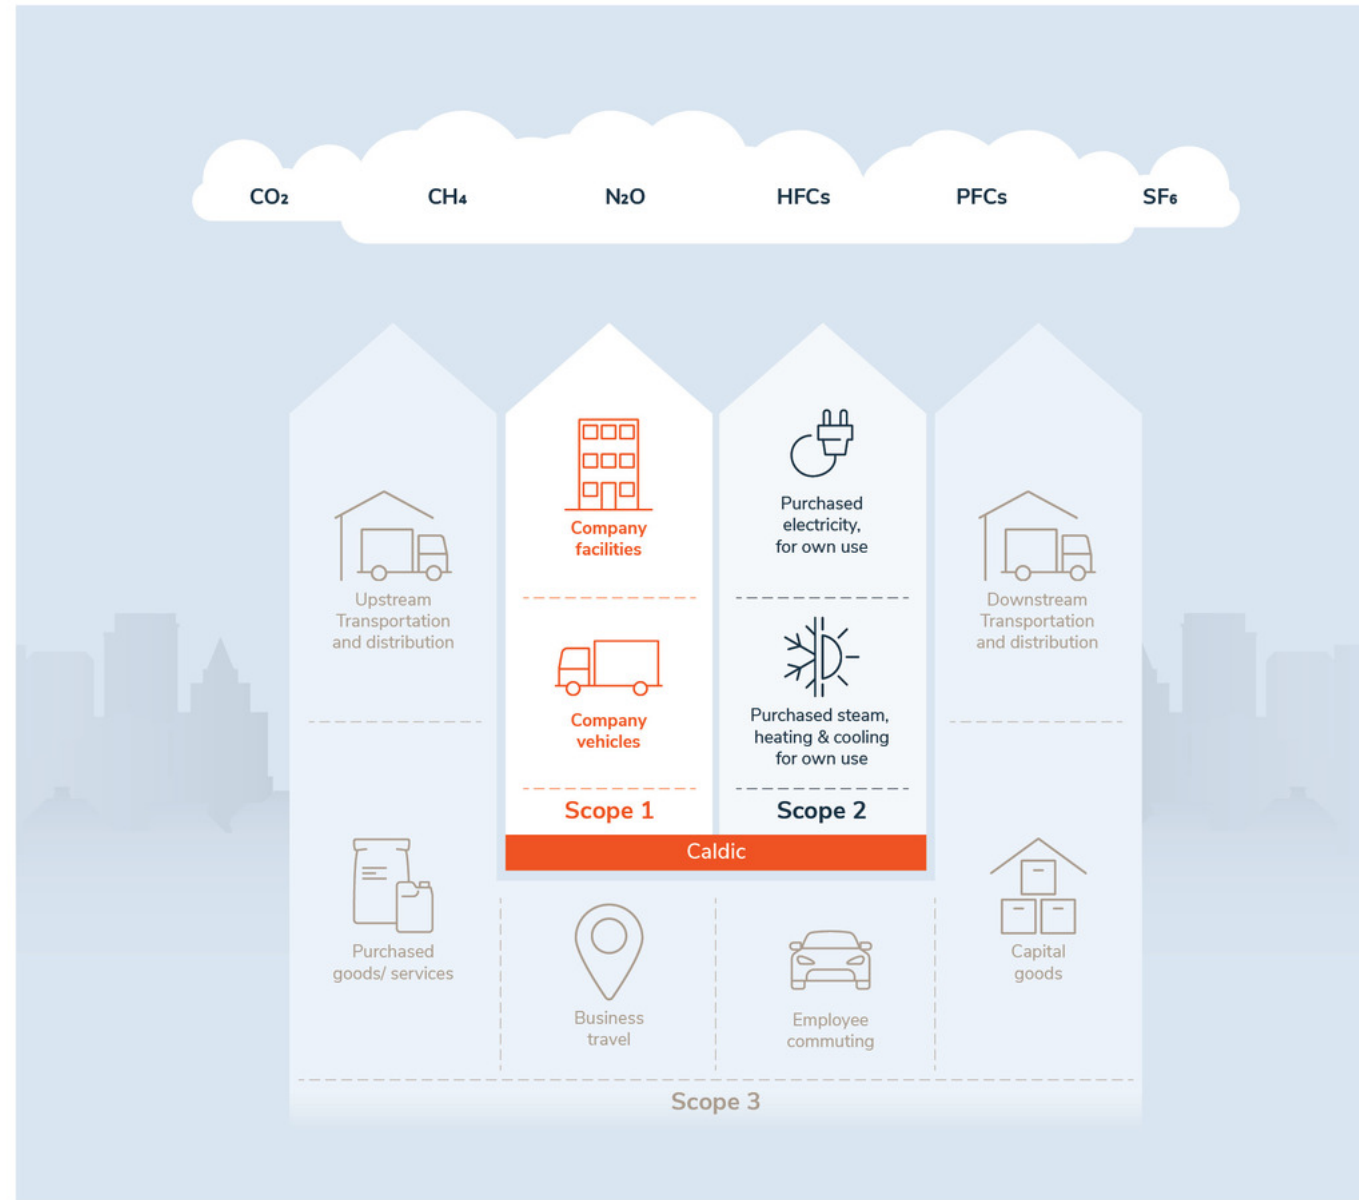 CO₂ CH₄ N₂O HFCs PFCs SF₆
Company
facilities
Purchased
electricity,
for own use
Upstream
Transportation
and distribution
Downstream
Transportation
and distribution
Company
vehicles
Purchased steam,
heating & cooling
for own use
Scope 1
Scope 2
Caldic
Purchased
goods/ services
Business
travel
Employee
commuting
Capital
goods
Scope 3